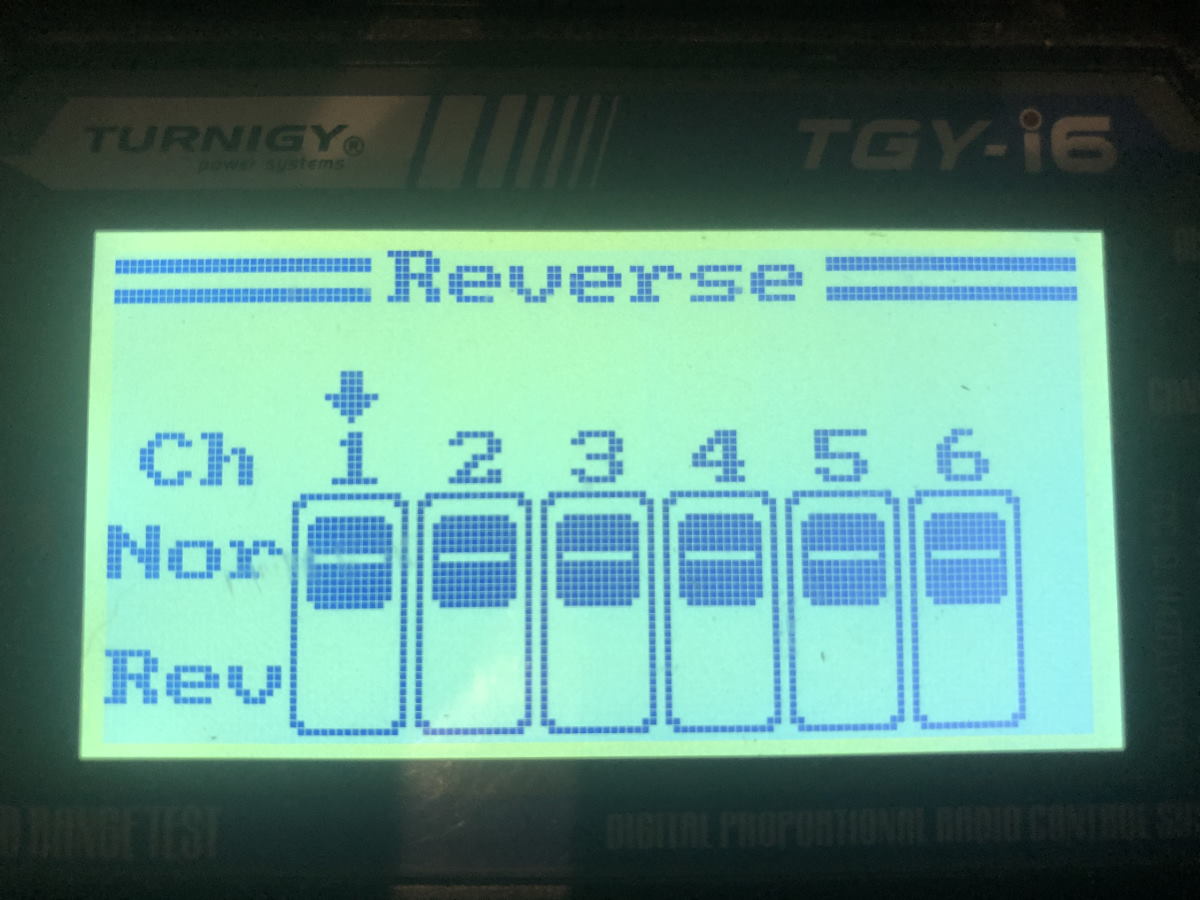 TURNIGY®
power systems
TGY-i6
Reverse
Ch 1 2 3 4 5 6
Nor
Rev
RANGE TEST
DIGITAL PROPORTIONAL RADIO CONTROL